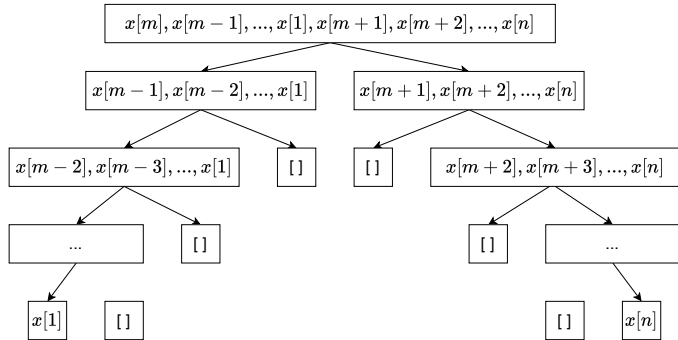 x[m], x[m − 1], ..., x[1], x[m + 1], x[m + 2], ..., x[n]
x[m − 1], x[m − 2], ..., x[1]
x[m + 1], x[m + 2], ..., x[n]
x[m − 2], x[m − 3], ..., x[1]
[ ]
[ ]
x[m + 2], x[m + 3], ..., x[n]
...
[ ]
[ ]
...
x[1]
[ ]
[ ]
x[n]